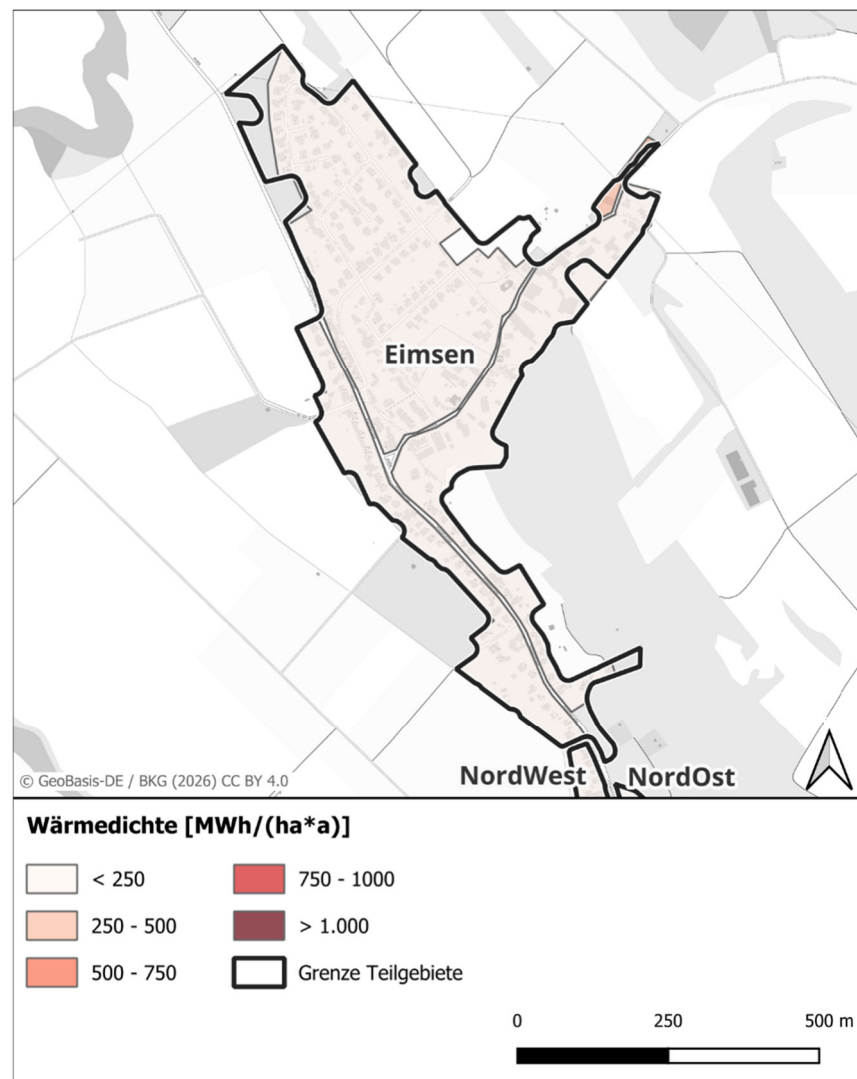 Eimsen
NordWest
NordOst
© GeoBasis-DE / BKG (2026) CC BY 4.0
Wärmedichte [MWh/(ha*a)]
< 250
250 - 500
500 - 750
750 - 1000
> 1.000
Grenze Teilgebiete
0 250 500 m